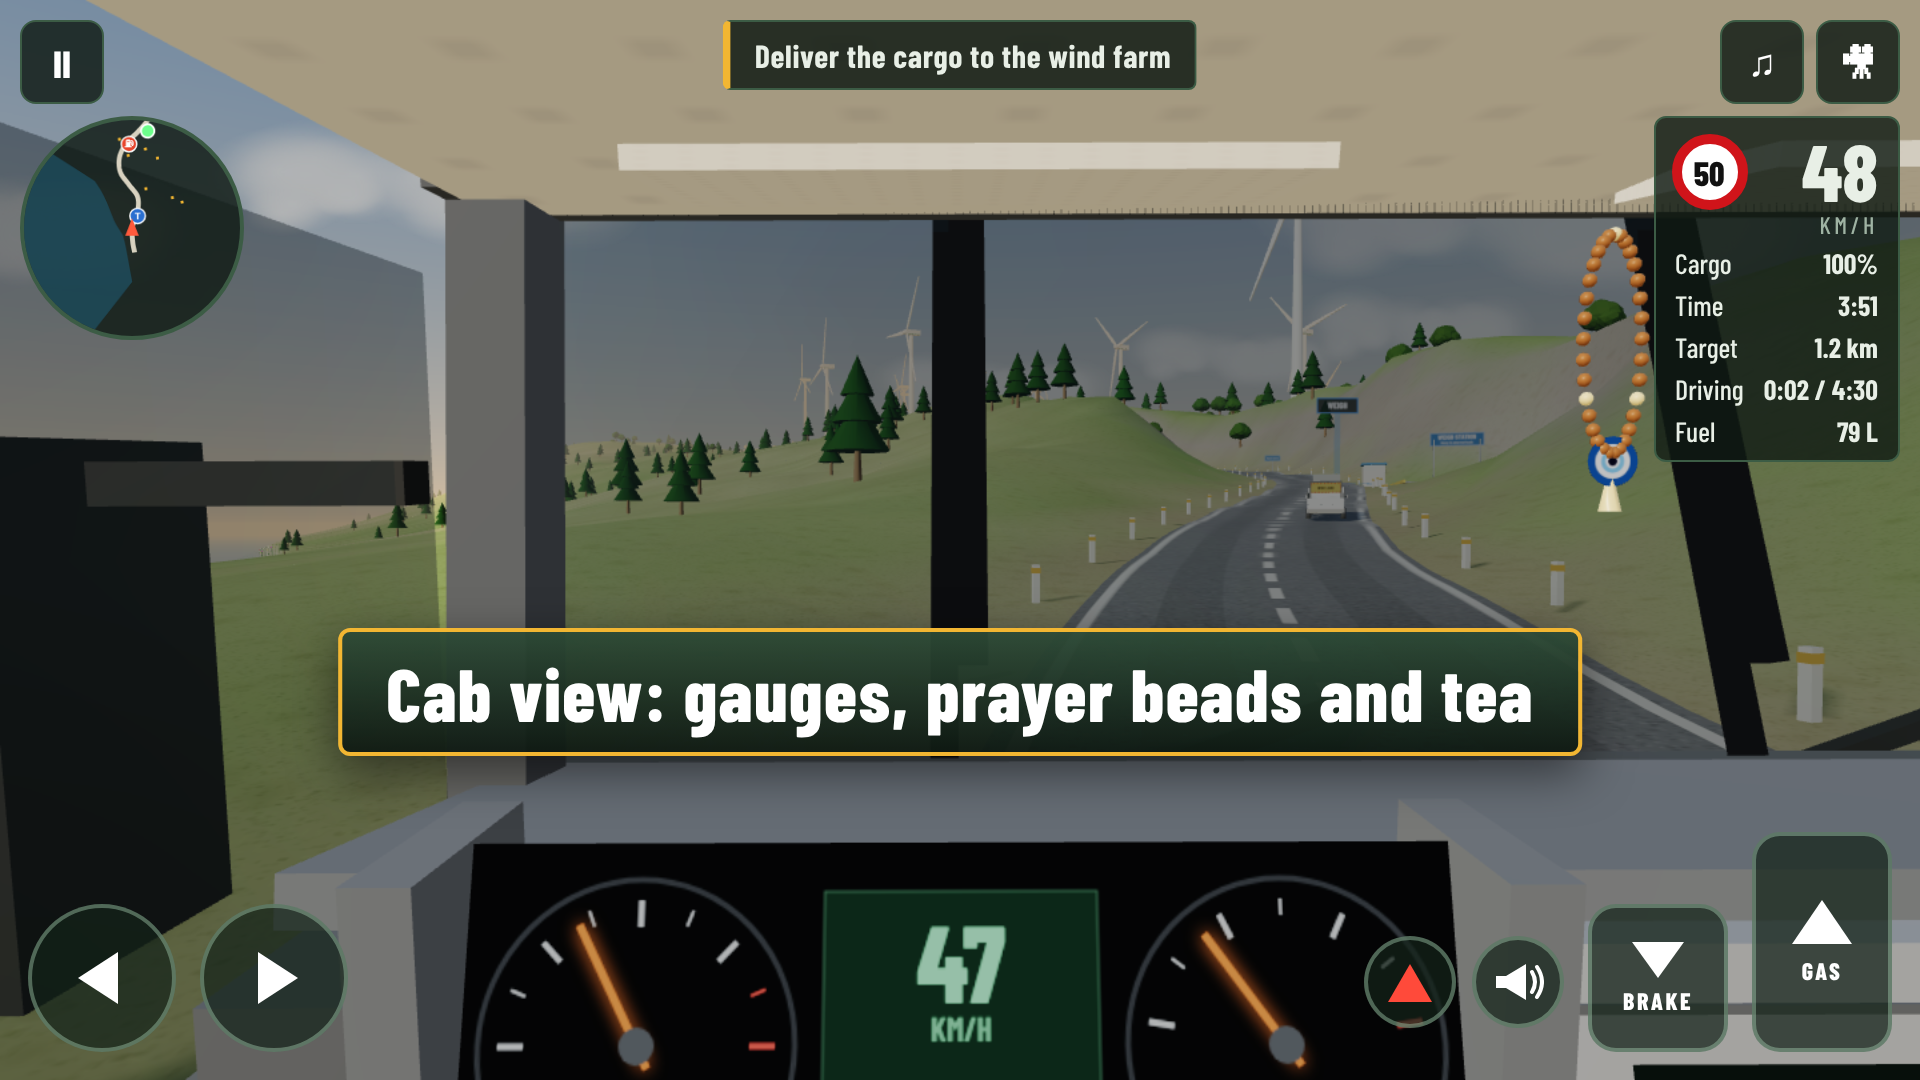 Deliver the cargo to the wind farm
50
48
KM/H
Cargo 100%
Time 3:51
Target 1.2 km
Driving 0:02 / 4:30
Fuel 79 L
T
WEIGH
Cab view: gauges, prayer beads and tea
47
KM/H
BRAKE
GAS